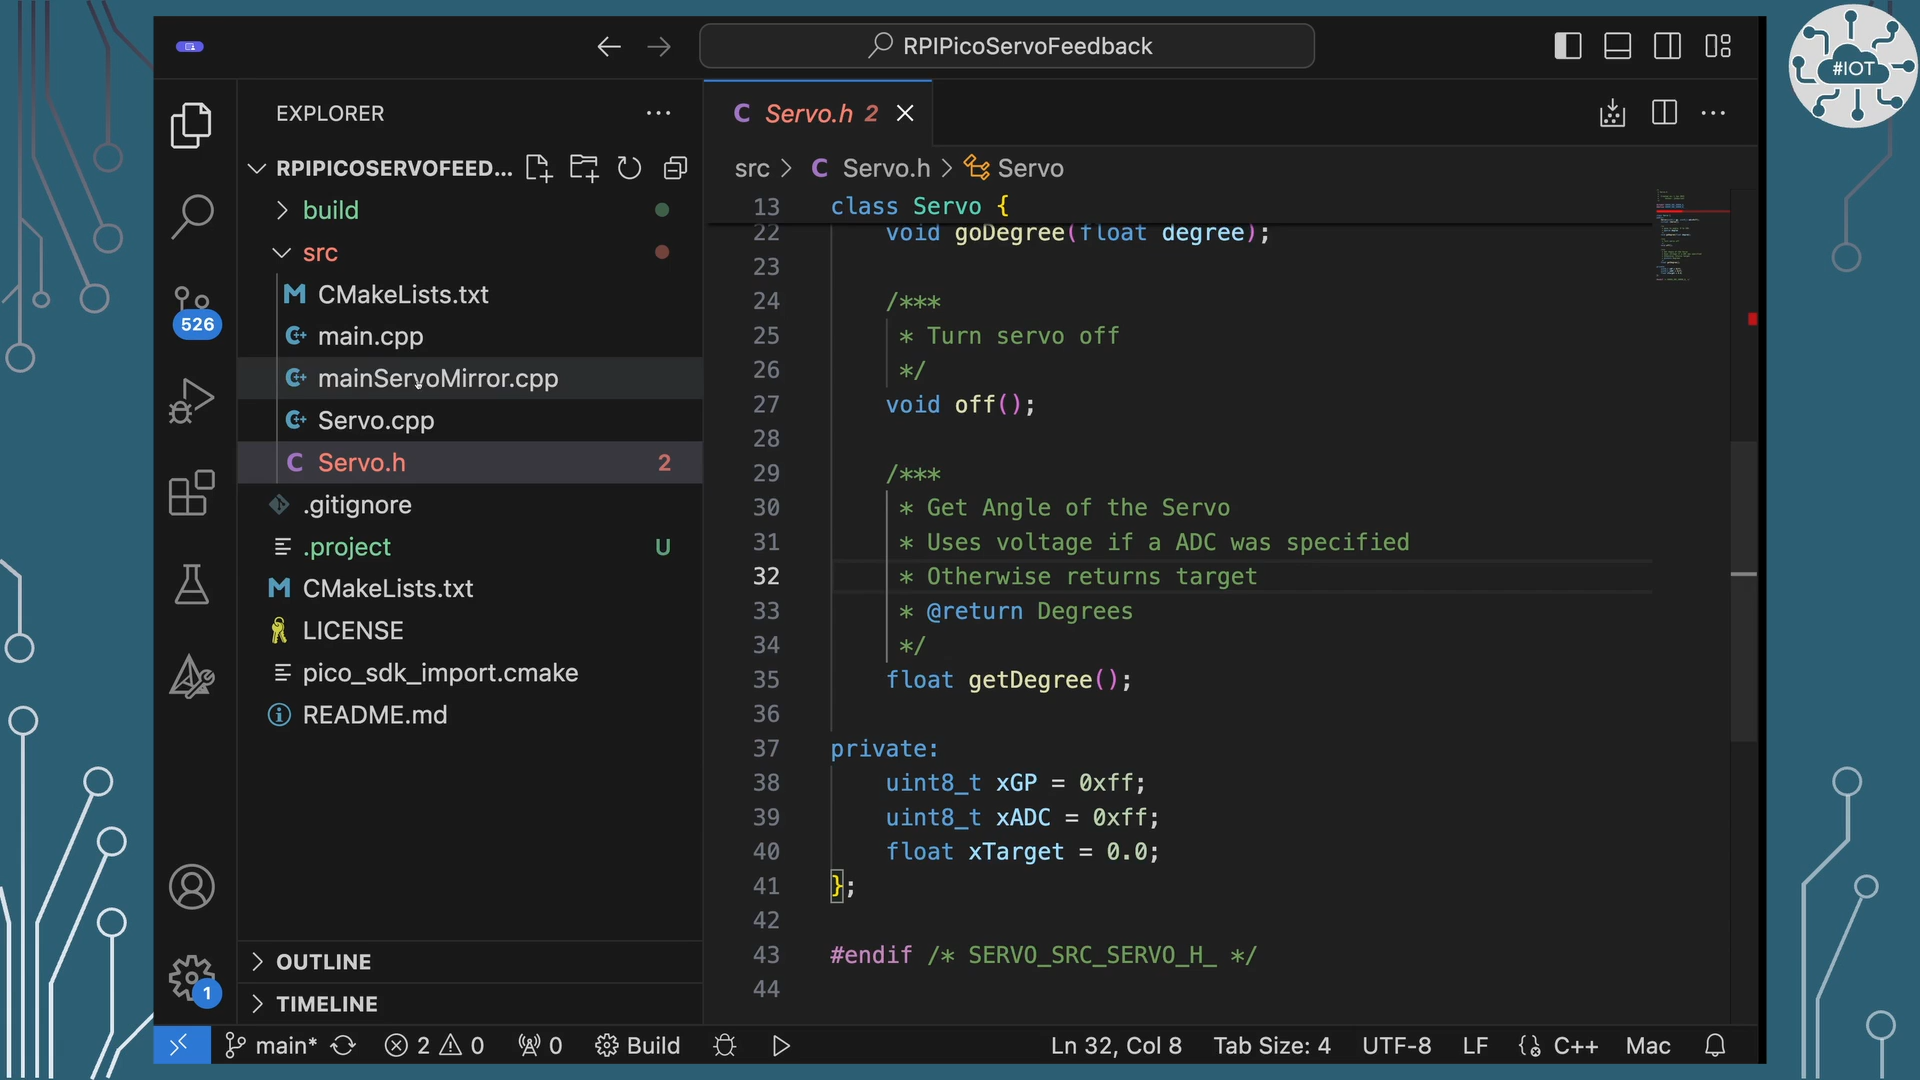 RPIPicoServoFeedback
#IOT
EXPLORER
RPIPICOSERVOFEED...
build
src
CMakeLists.txt
main.cpp
mainServoMirror.cpp
Servo.cpp
Servo.h 2
.gitignore
.project U
CMakeLists.txt
LICENSE
pico_sdk_import.cmake
README.md
OUTLINE
TIMELINE
526
1
Servo.h 2
src > Servo.h > Servo
13 class Servo {
22 void goDegree(float degree);
23
24 /***
25 * Turn servo off
26 */
27 void off();
28
29 /***
30 * Get Angle of the Servo
31 * Uses voltage if a ADC was specified
32 * Otherwise returns target
33 * @return Degrees
34 */
35 float getDegree();
36
37 private:
38 uint8_t xGP = 0xff;
39 uint8_t xADC = 0xff;
40 float xTarget = 0.0;
41 };
42
43 #endif /* SERVO_SRC_SERVO_H_ */
44
main* 2 0 0 Build Ln 32, Col 8 Tab Size: 4 UTF-8 LF C++ Mac